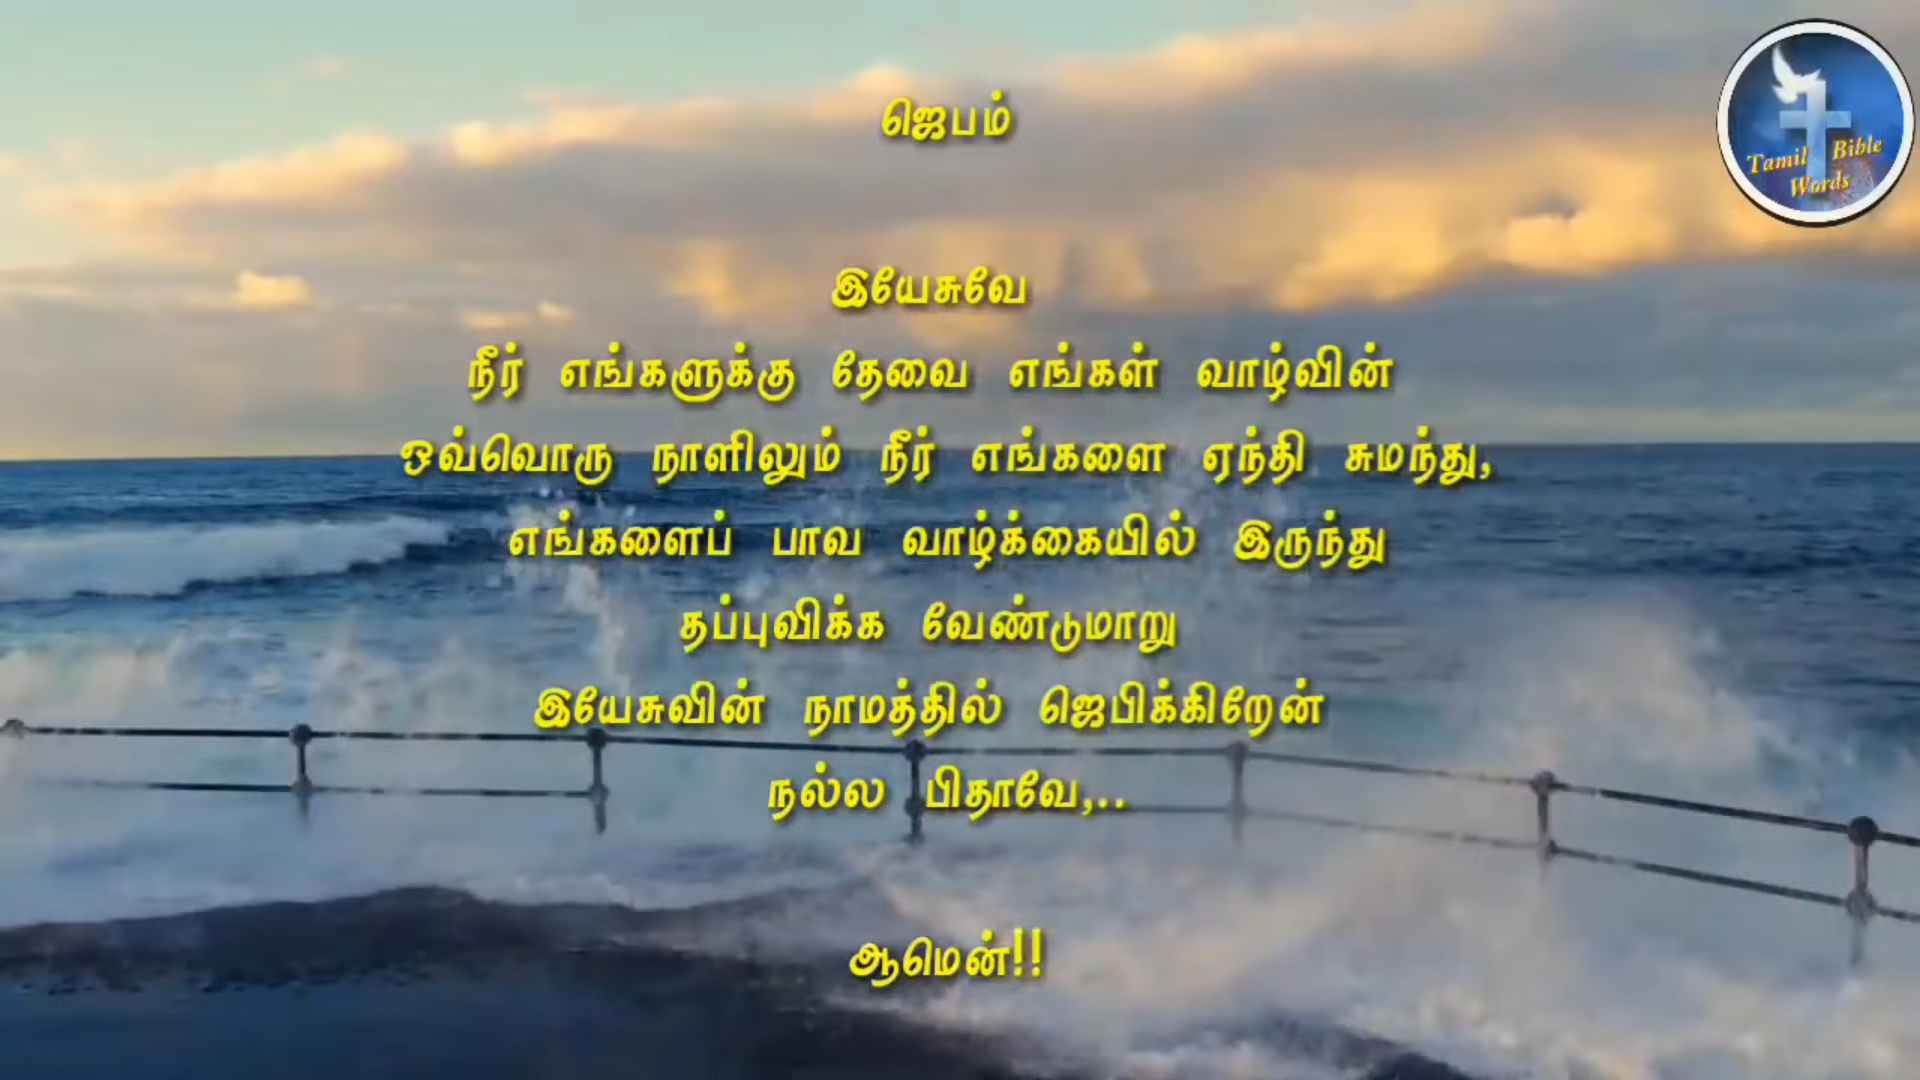 ஜெபம்
Tamil Bible
Words
இயேசுவே
நீர் எங்களுக்கு தேவை எங்கள் வாழ்வின்
ஒவ்வொரு நாளிலும் நீர் எங்களை ஏந்தி சுமந்து,
எங்களைப் பாவ வாழ்க்கையில் இருந்து
தப்புவிக்க வேண்டுமாறு
இயேசுவின் நாமத்தில் ஜெபிக்கிறேன்
நல்ல பிதாவே,..
ஆமென்!!